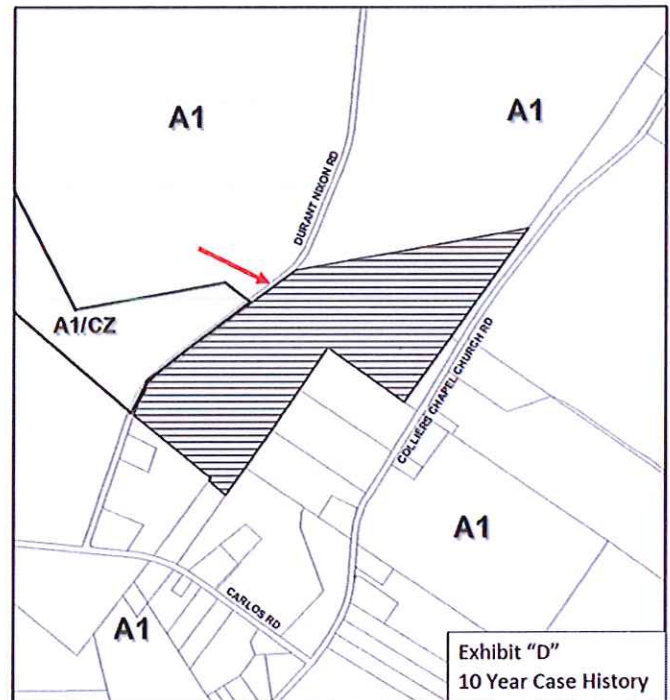 A1
A1
DURANT NIXON RD
A1/CZ
COLLIERS CHAPEL CHURCH RD
A1
CARLOS RD
A1
Exhibit "D"
10 Year Case History